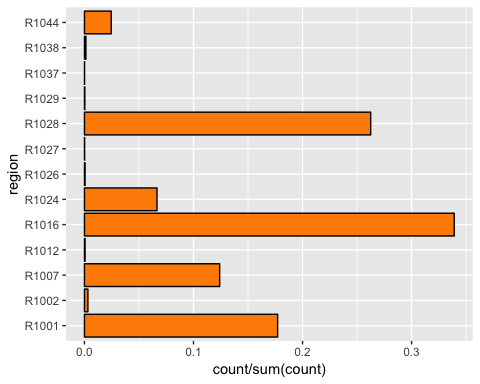 R1044
R1038
R1037
R1029
R1028
R1027
R1026
R1024
R1016
R1012
R1007
R1002
R1001
region
0.0 0.1 0.2 0.3
count/sum(count)